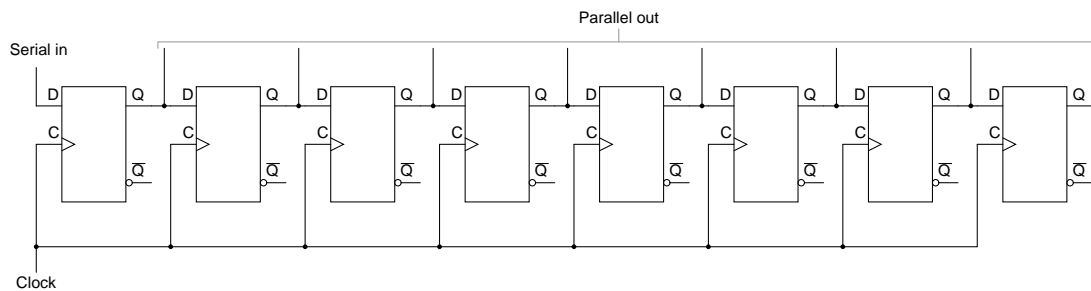 Parallel out
Serial in
D Q D Q D Q D Q D Q D Q D Q D Q
C C C C C C C C
Q Q Q Q Q Q Q Q
Clock